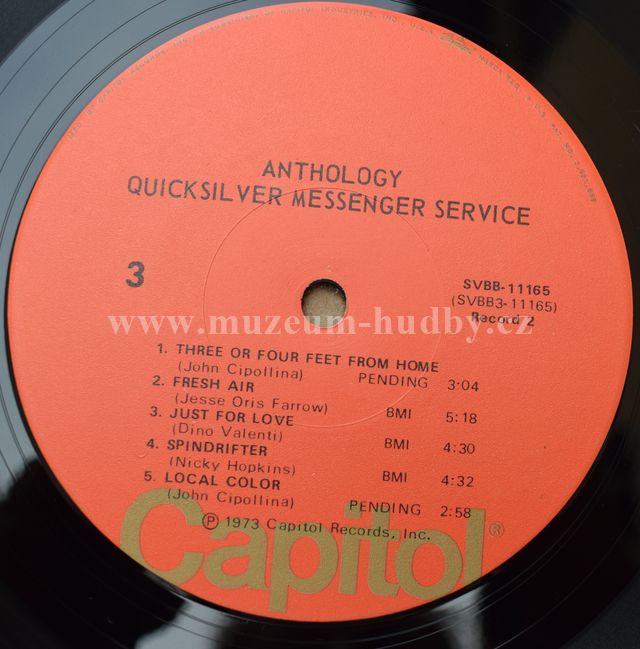 ANTHOLOGY
QUICKSILVER MESSENGER SERVICE
3
SVBB-11165
(SVBB3-11165)
Record 2
www.muzeum-hudby.cz
1. THREE OR FOUR FEET FROM HOME
(John Cipollina) PENDING 3:04
2. FRESH AIR
(Jesse Oris Farrow) BMI 5:18
3. JUST FOR LOVE
(Dino Valenti) BMI 4:30
4. SPINDRIFTER
(Nicky Hopkins) BMI 4:32
5. LOCAL COLOR
(John Cipollina) PENDING 2:58
Ⓟ 1973 Capitol Records, Inc.
Capitol®